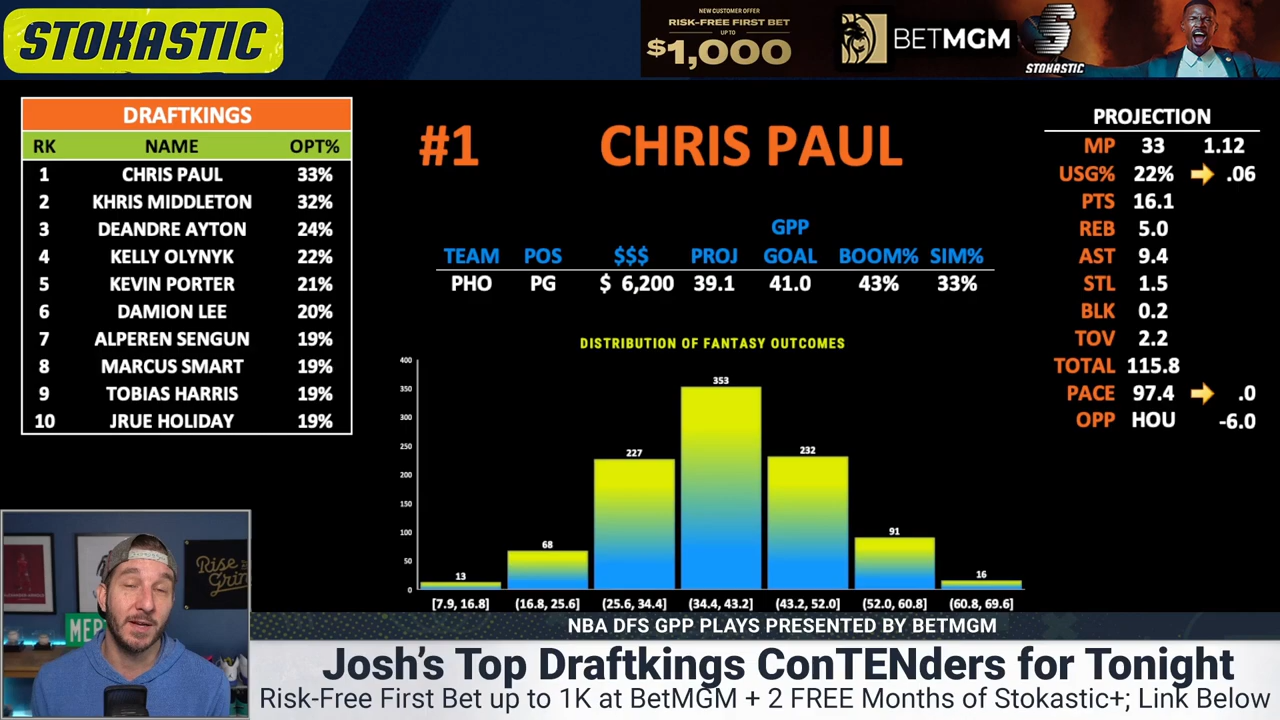 STOKASTIC
NEW CUSTOMER OFFER
RISK-FREE FIRST BET
UP TO
$1,000
BETMGM
STOKASTIC
DRAFTKINGS
RK NAME OPT%
1 CHRIS PAUL 33%
2 KHRIS MIDDLETON 32%
3 DEANDRE AYTON 24%
4 KELLY OLYNYK 22%
5 KEVIN PORTER 21%
6 DAMION LEE 20%
7 ALPEREN SENGUN 19%
8 MARCUS SMART 19%
9 TOBIAS HARRIS 19%
10 JRUE HOLIDAY 19%
#1 CHRIS PAUL
GPP
TEAM POS $$$ PROJ GOAL BOOM% SIM%
PHO PG $ 6,200 39.1 41.0 43% 33%
DISTRIBUTION OF FANTASY OUTCOMES
400
350
300
250
200
150
100
50
0
13 68 227 353 232 91 16
[7.9, 16.8] (16.8, 25.6] (25.6, 34.4] (34.4, 43.2] (43.2, 52.0] (52.0, 60.8] (60.8, 69.6]
PROJECTION
MP 33 1.12
USG% 22% .06
PTS 16.1
REB 5.0
AST 9.4
STL 1.5
BLK 0.2
TOV 2.2
TOTAL 115.8
PACE 97.4 .0
OPP HOU -6.0
Rise
Grin
MEP
NBA DFS GPP PLAYS PRESENTED BY BETMGM
Josh's Top Draftkings ConTENders for Tonight
Risk-Free First Bet up to 1K at BetMGM + 2 FREE Months of Stokastic+; Link Below